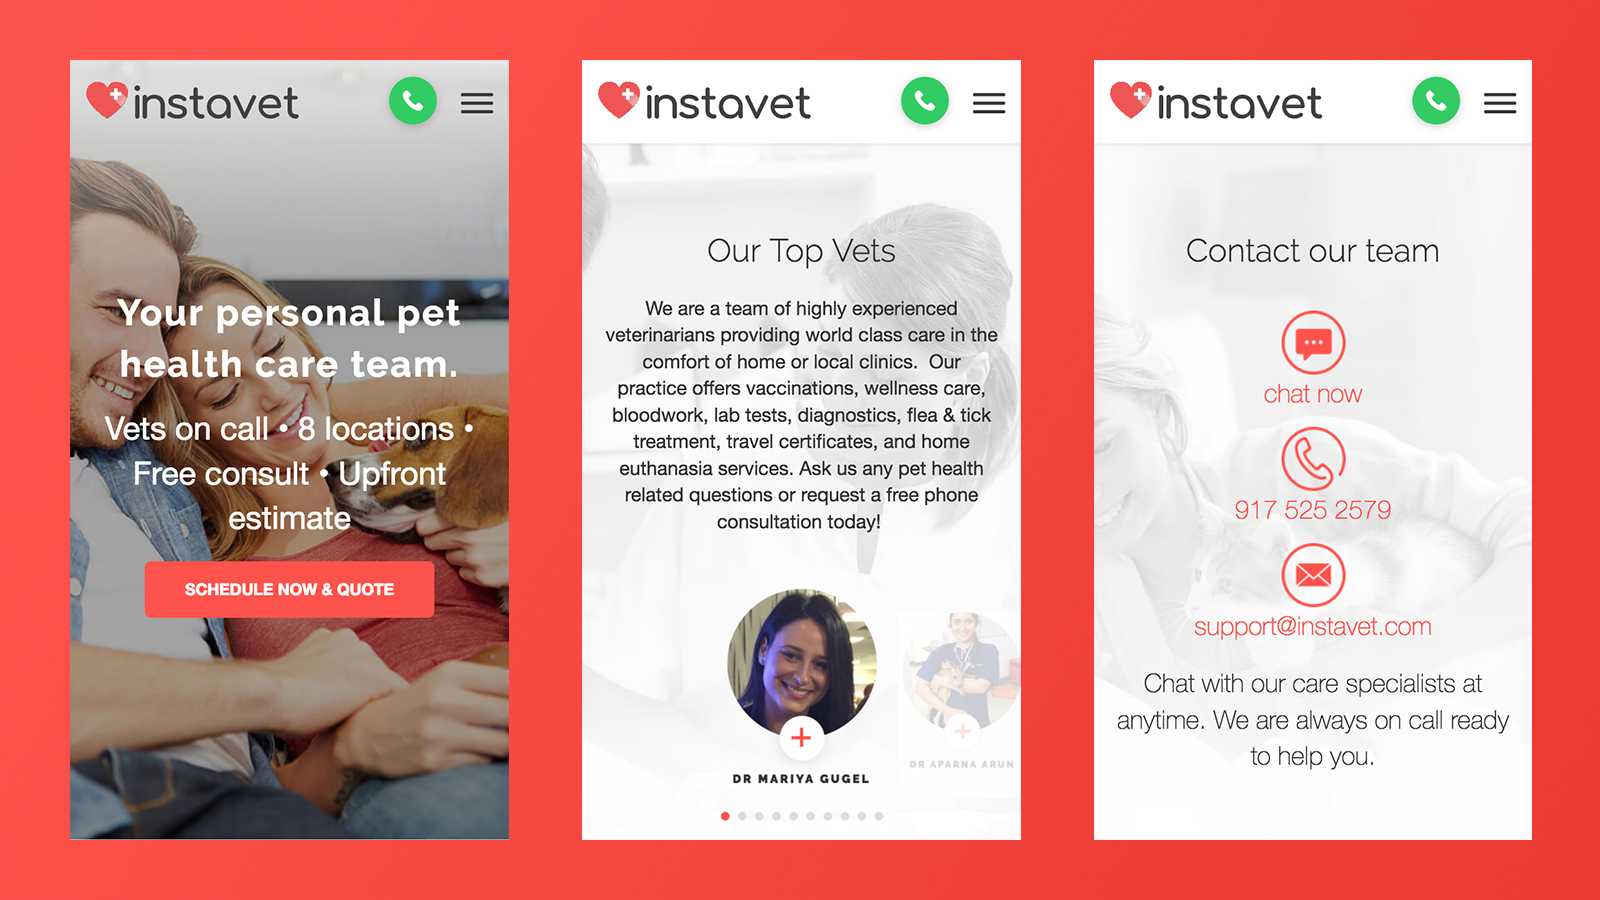 instavet
Your personal pet
health care team.
Vets on call • 8 locations •
Free consult • Upfront
estimate
SCHEDULE NOW & QUOTE
instavet
Our Top Vets
We are a team of highly experienced
veterinarians providing world class care in the
comfort of home or local clinics. Our
practice offers vaccinations, wellness care,
bloodwork, lab tests, diagnostics, flea & tick
treatment, travel certificates, and home
euthanasia services. Ask us any pet health
related questions or request a free phone
consultation today!
DR MARIYA GUGEL
DR APARNA ARUN
instavet
Contact our team
chat now
917 525 2579
support@instavet.com
Chat with our care specialists at
anytime. We are always on call ready
to help you.